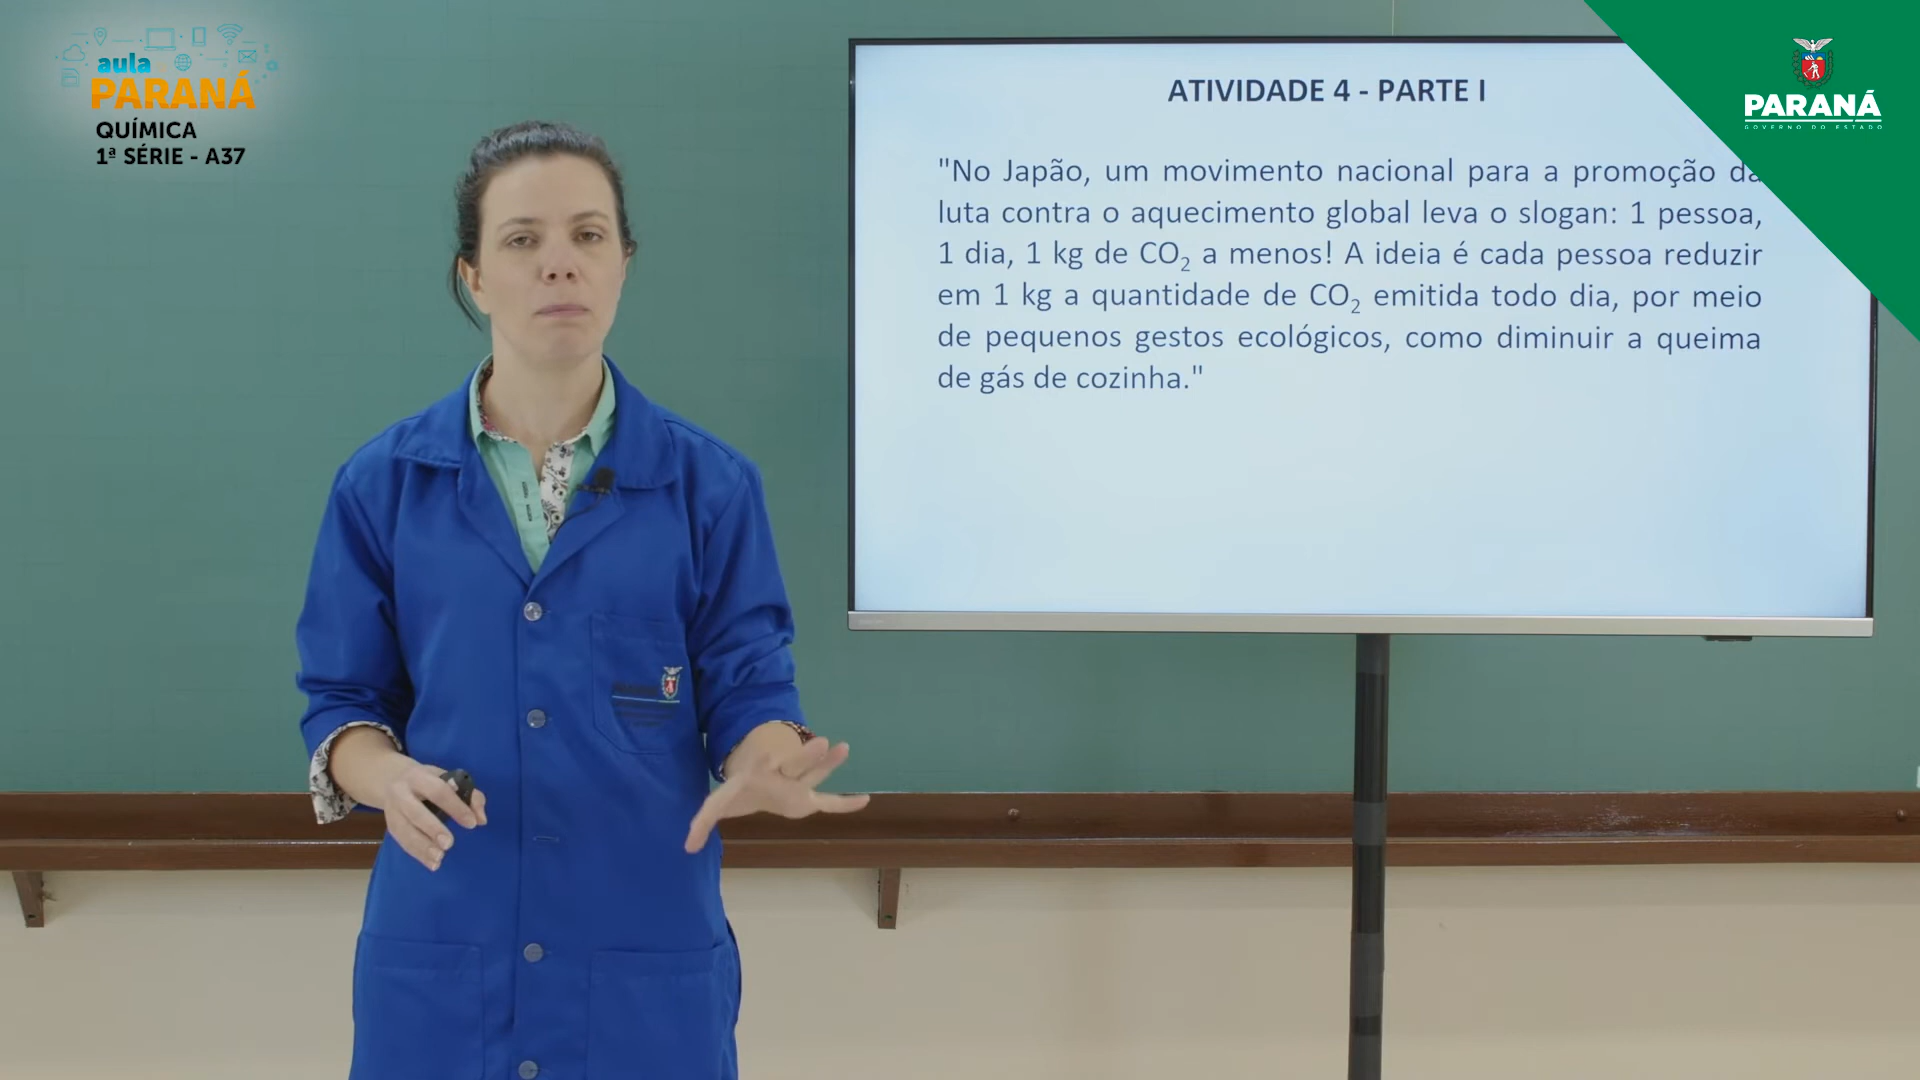 aula
PARANÁ
QUÍMICA
1ª SÉRIE - A37
ATIVIDADE 4 - PARTE I
"No Japão, um movimento nacional para a promoção da
luta contra o aquecimento global leva o slogan: 1 pessoa,
1 dia, 1 kg de CO₂ a menos! A ideia é cada pessoa reduzir
em 1 kg a quantidade de CO₂ emitida todo dia, por meio
de pequenos gestos ecológicos, como diminuir a queima
de gás de cozinha."
PARANÁ
GOVERNO DO ESTADO